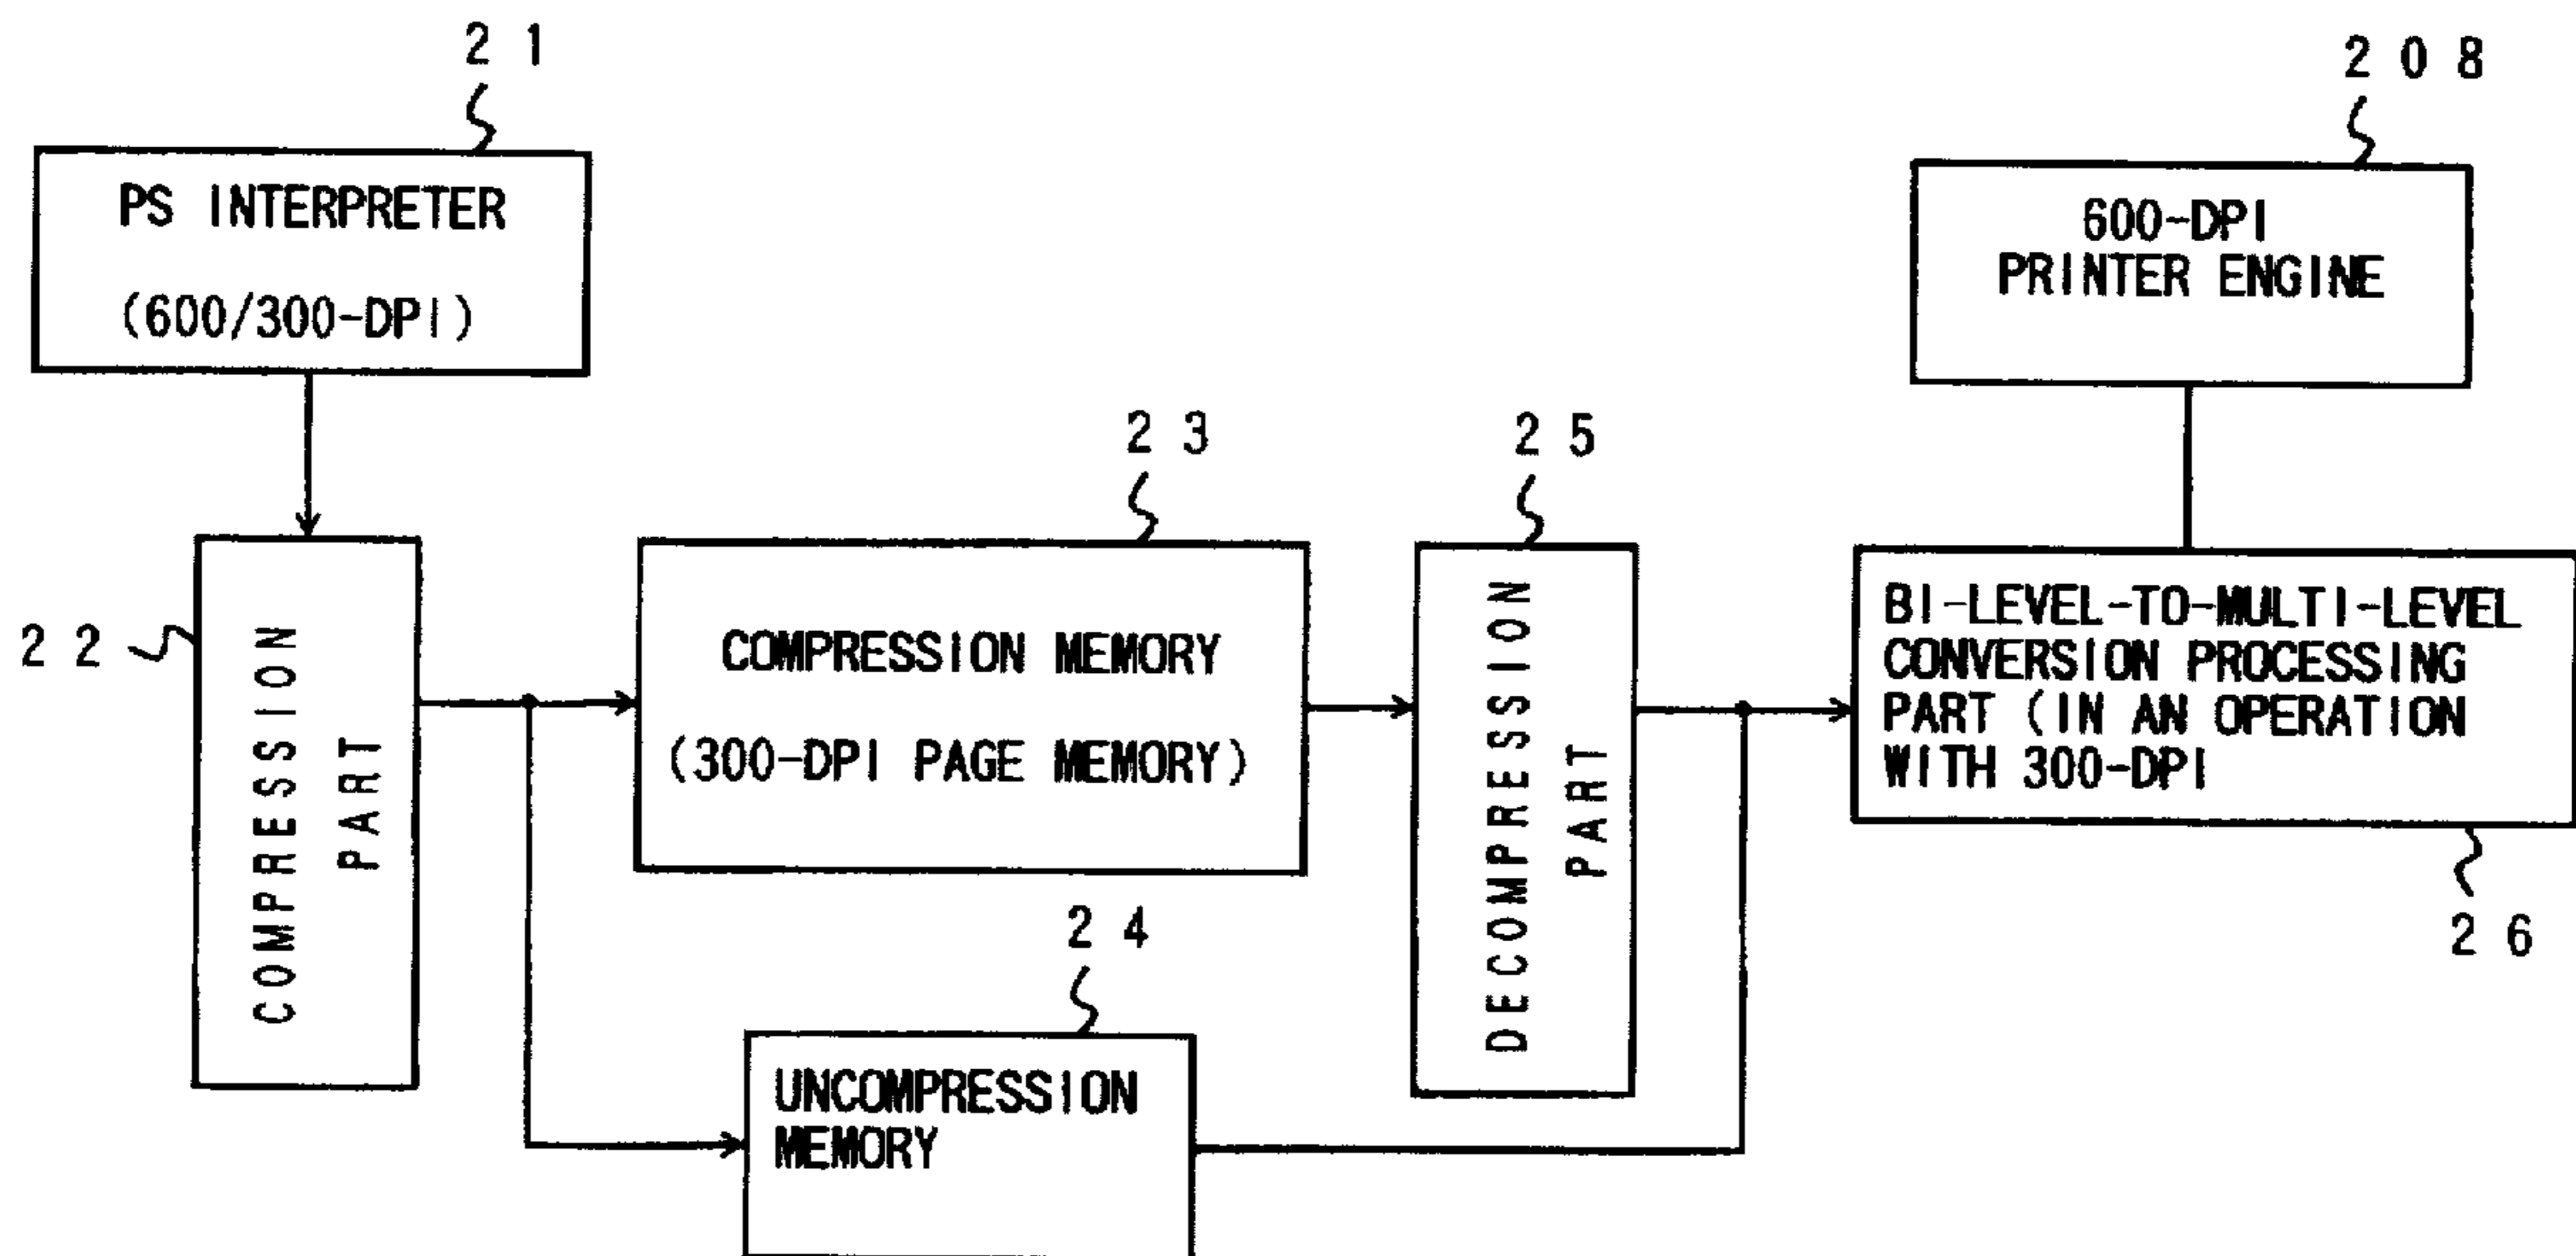 21
PS INTERPRETER
(600/300-DPI)
208
600-DPI
PRINTER ENGINE
22
COMPRESSION
PART
23
COMPRESSION MEMORY
(300-DPI PAGE MEMORY)
24
UNCOMPRESSION
MEMORY
25
DECOMPRESSION
PART
BI-LEVEL-TO-MULTI-LEVEL
CONVERSION PROCESSING
PART (IN AN OPERATION
WITH 300-DPI
26